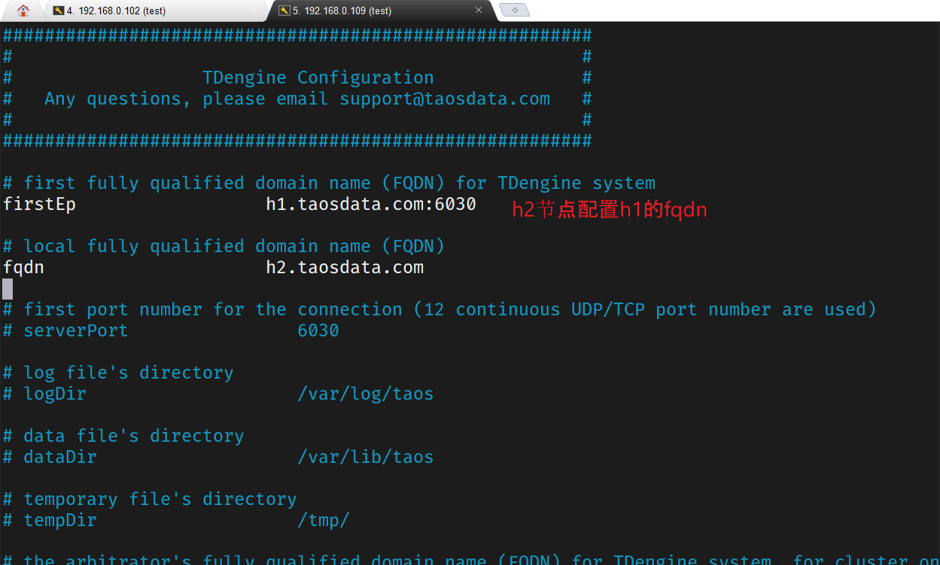 4. 192.168.0.102 (test)
5. 192.168.0.109 (test)
########################################################
# #
# TDengine Configuration #
# Any questions, please email support@taosdata.com #
# #
########################################################
# first fully qualified domain name (FQDN) for TDengine system
firstEp h1.taosdata.com:6030
h2节点配置h1的fqdn
# local fully qualified domain name (FQDN)
fqdn h2.taosdata.com
# first port number for the connection (12 continuous UDP/TCP port number are used)
# serverPort 6030
# log file's directory
# logDir /var/log/taos
# data file's directory
# dataDir /var/lib/taos
# temporary file's directory
# tempDir /tmp/
# the arbitrator's fully qualified domain name (FQDN) for TDengine system, for cluster on